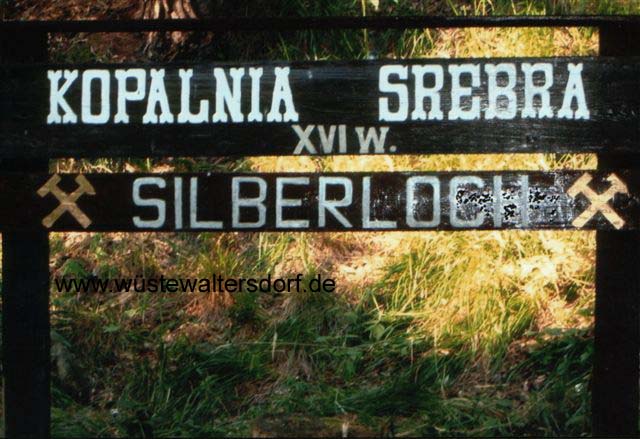 KOPALNIA SREBRA
XVI W.
SILBERLOCH
www.wüstewaltersdorf.de